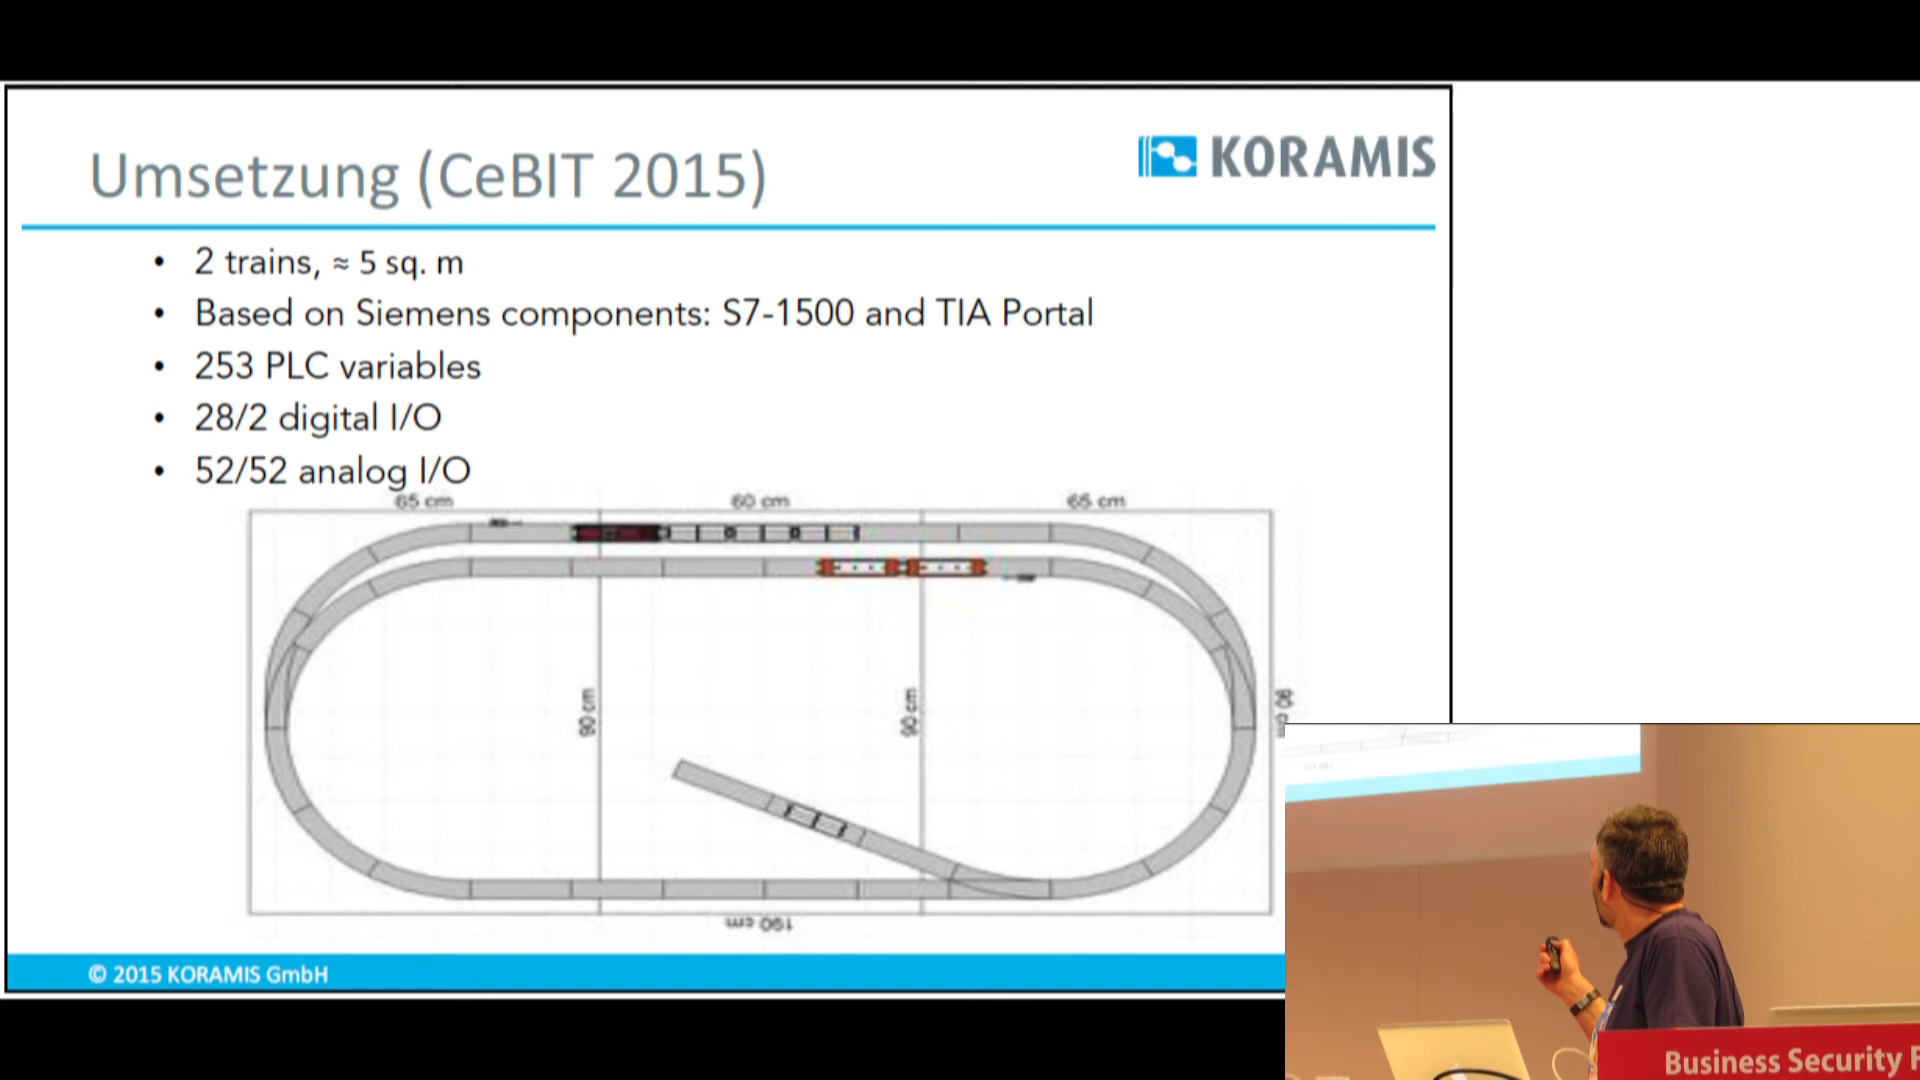 Umsetzung (CeBIT 2015)
KORAMIS
• 2 trains, ≈ 5 sq. m
• Based on Siemens components: S7-1500 and TIA Portal
• 253 PLC variables
• 28/2 digital I/O
• 52/52 analog I/O
65 cm 60 cm 65 cm
90 cm 90 cm 90 cm
190 cm
© 2015 KORAMIS GmbH
Business Security F